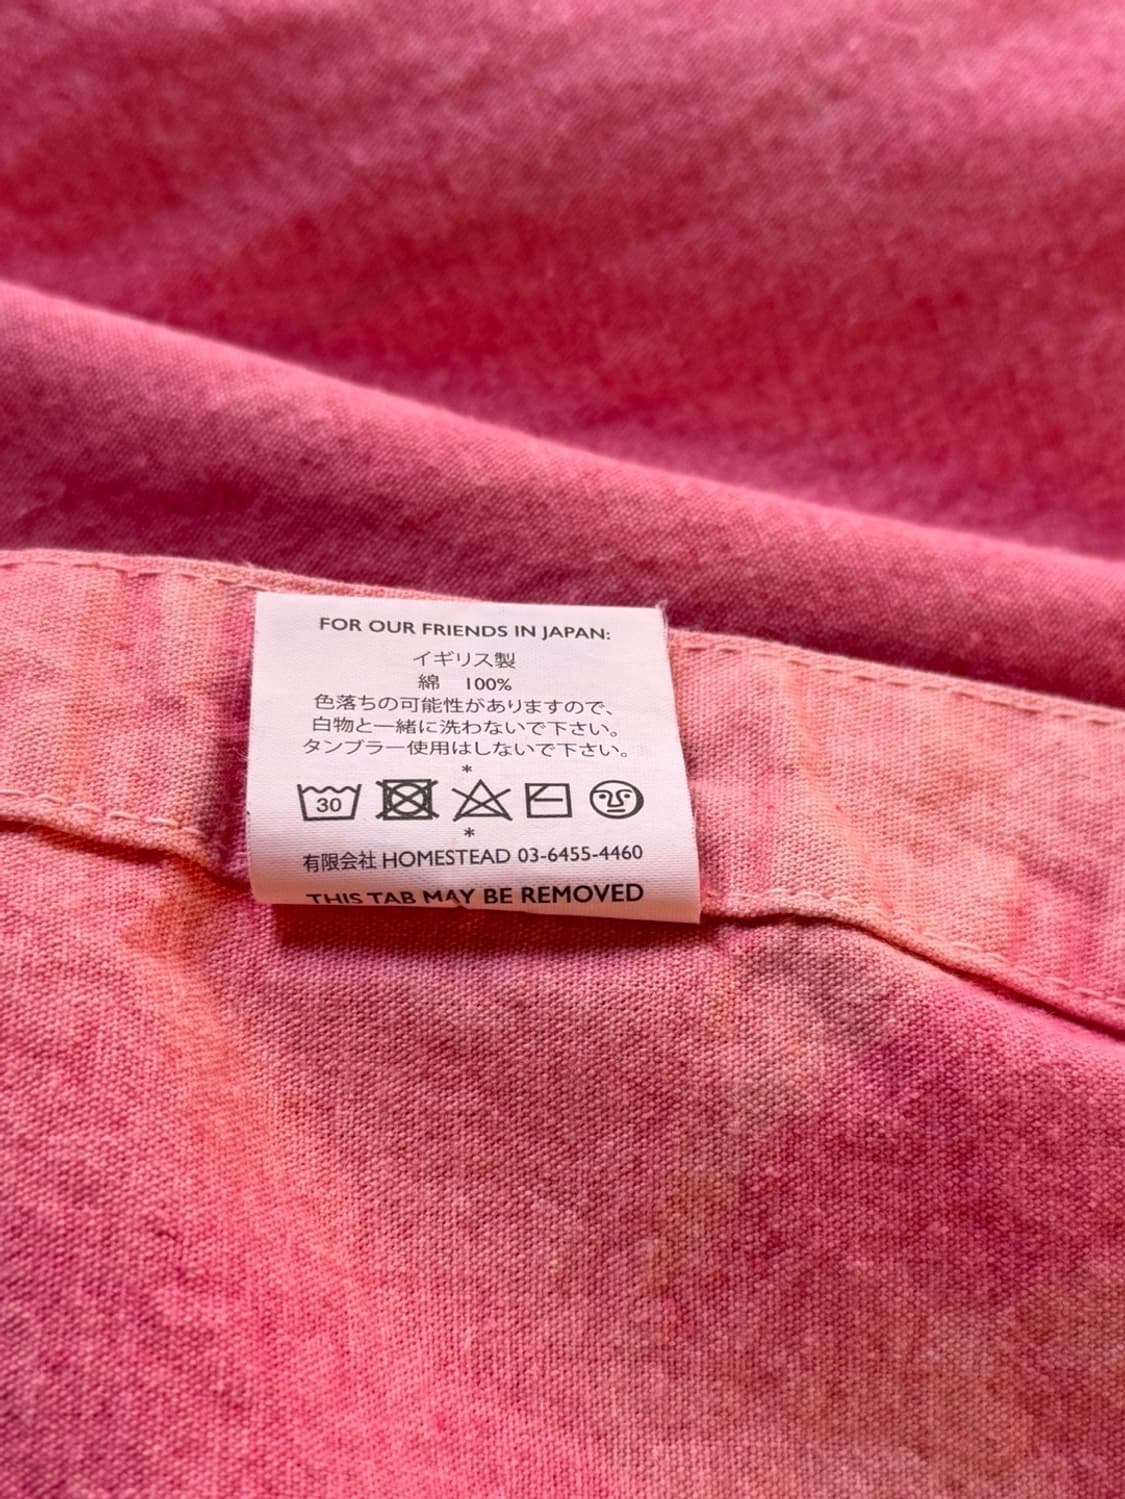 FOR OUR FRIENDS IN JAPAN:
イギリス製
綿 100%
色落ちの可能性がありますので、
白物と一緒に洗わないで下さい。
タンブラー使用はしないで下さい。
*
30
*
有限会社 HOMESTEAD 03-6455-4460
THIS TAB MAY BE REMOVED